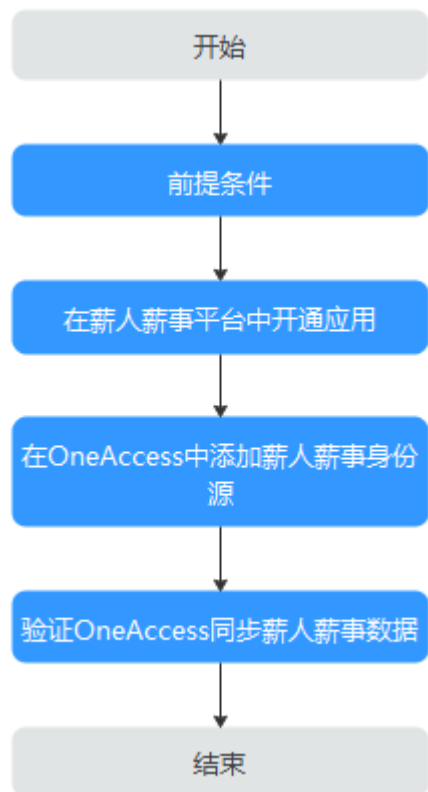 开始
前提条件
在薪人薪事平台中开通应用
在OneAccess中添加薪人薪事身份
源
验证OneAccess同步薪人薪事数据
结束